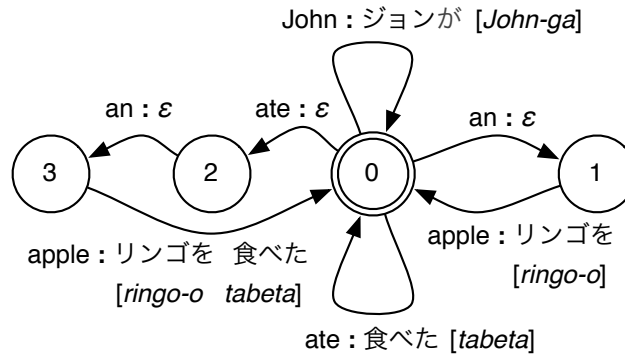 John : ジョンが [John-ga]
an : ε
ate : ε
an : ε
3
2
0
1
apple : リンゴを 食べた
[ringo-o tabeta]
apple : リンゴを
[ringo-o]
ate : 食べた [tabeta]